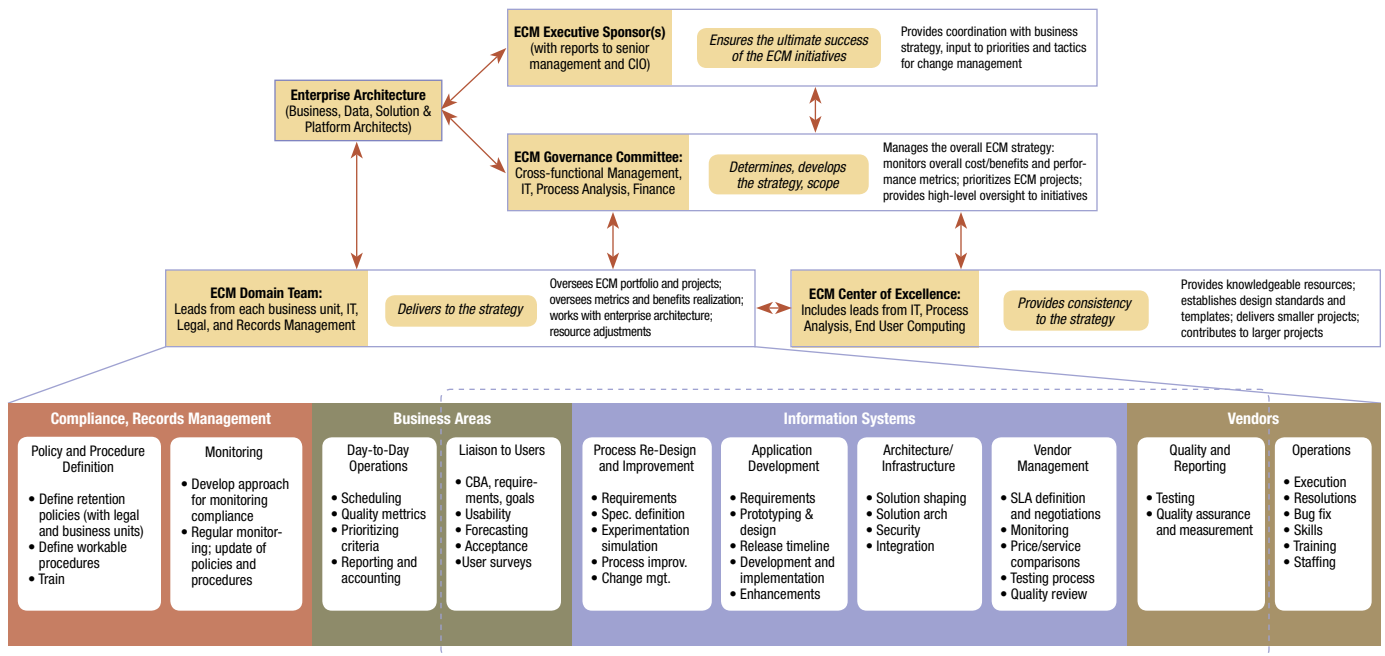 ECM Executive Sponsor(s)
(with reports to senior
management and CIO)
Ensures the ultimate success
of the ECM initiatives
Provides coordination with business
strategy, input to priorities and tactics
for change management
Enterprise Architecture
(Business, Data, Solution &
Platform Architects)
ECM Governance Committee:
Cross-functional Management,
IT, Process Analysis, Finance
Determines, develops
the strategy, scope
Manages the overall ECM strategy:
monitors overall cost/benefits and perfor-
mance metrics; prioritizes ECM projects;
provides high-level oversight to initiatives
ECM Domain Team:
Leads from each business unit, IT,
Legal, and Records Management
Delivers to the strategy
Oversees ECM portfolio and projects;
oversees metrics and benefits realization;
works with enterprise architecture;
resource adjustments
ECM Center of Excellence:
Includes leads from IT, Process
Analysis, End User Computing
Provides consistency
to the strategy
Provides knowledgeable resources;
establishes design standards and
templates; delivers smaller projects;
contributes to larger projects
Compliance, Records Management
Policy and Procedure
Definition
• Define retention
policies (with legal
and business units)
• Define workable
procedures
• Train
Monitoring
• Develop approach
for monitoring
compliance
• Regular monitor-
ing; update of
policies and
procedures
Business Areas
Day-to-Day
Operations
• Scheduling
• Quality mettrics
• Prioritizing
criteria
• Reporting and
accounting
Liaison to Users
• CBA, require-
ments, goals
• Usability
• Forecasting
• Acceptance
•User surveys
Information Systems
Process Re-Design
and Improvement
• Requirements
• Spec. definition
• Experimentation
simulation
• Process improv.
• Change mgt.
Application
Development
• Requirements
• Prototyping &
design
• Release timeline
• Development and
implementation
• Enhancements
Architecture/
Infrastructure
• Solution shaping
• Solution arch
• Security
• Integration
Vendor
Management
• SLA definition
and negotiations
• Monitoring
• Price/service
comparisons
• Testing process
• Quality review
Vendors
Quality and
Reporting
• Testing
• Quality assurance
and measurement
Operations
• Execution
• Resolutions
• Bug fix
• Skills
• Training
• Staffing